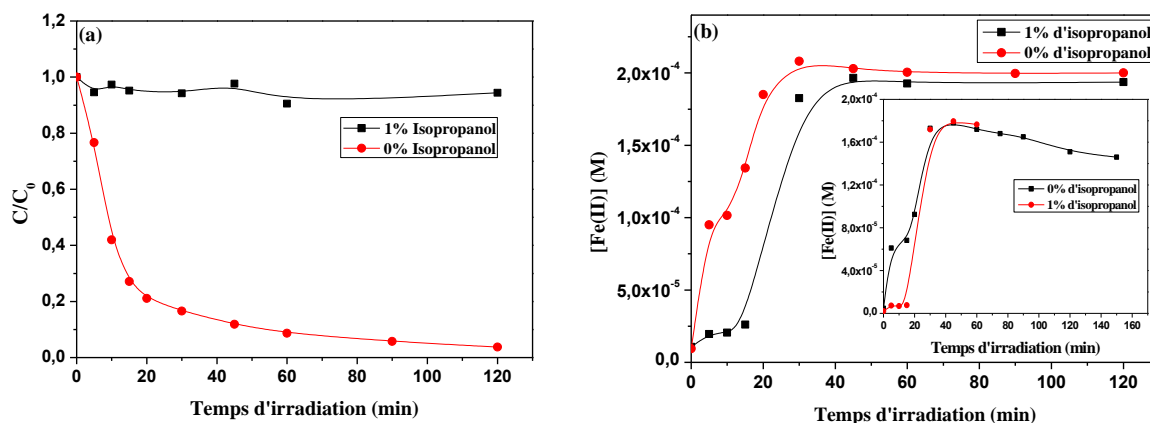 (a)
C/C0
1,2
1,0
0,8
0,6
0,4
0,2
0,0
1% Isopropanol
0% Isopropanol
0 20 40 60 80 100 120
Temps d'irradiation (min)
(b)
[Fe(II)] (M)
2,0x10-4
1,5x10-4
1,0x10-4
5,0x10-5
0,0
1% d'isopropanol
0% d'isopropanol
0 20 40 60 80 100 120
Temps d'irradiation (min)
[Fe(II)] (M)
2,0x10-4
1,6x10-4
1,2x10-4
8,0x10-5
4,0x10-5
0,0
0% d'isopropanol
1% d'isopropanol
0 20 40 60 80 100 120 140 160
Temps d'irradiation (min)